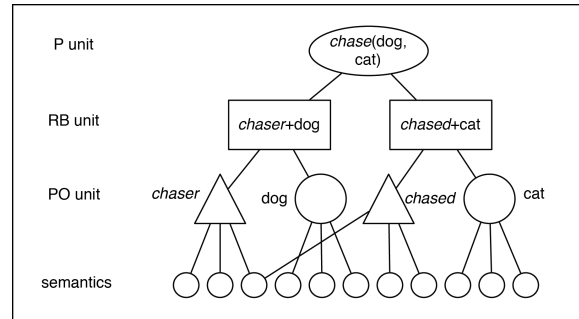 P unit
chase(dog,
cat)
RB unit
chaser+dog
chased+cat
PO unit
chaser
dog
chased
cat
semantics